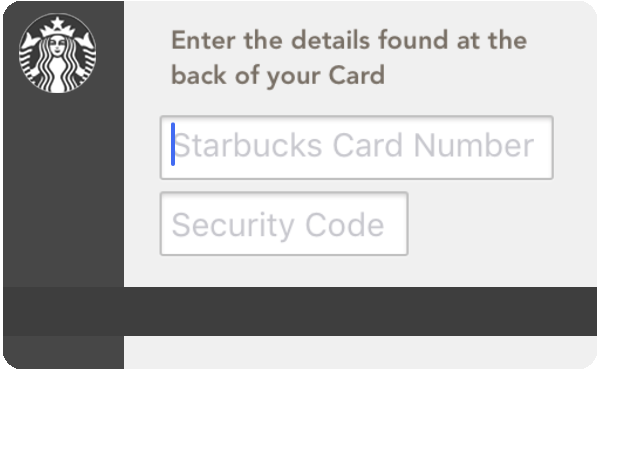 Enter the details found at the
back of your Card
Starbucks Card Number
Security Code